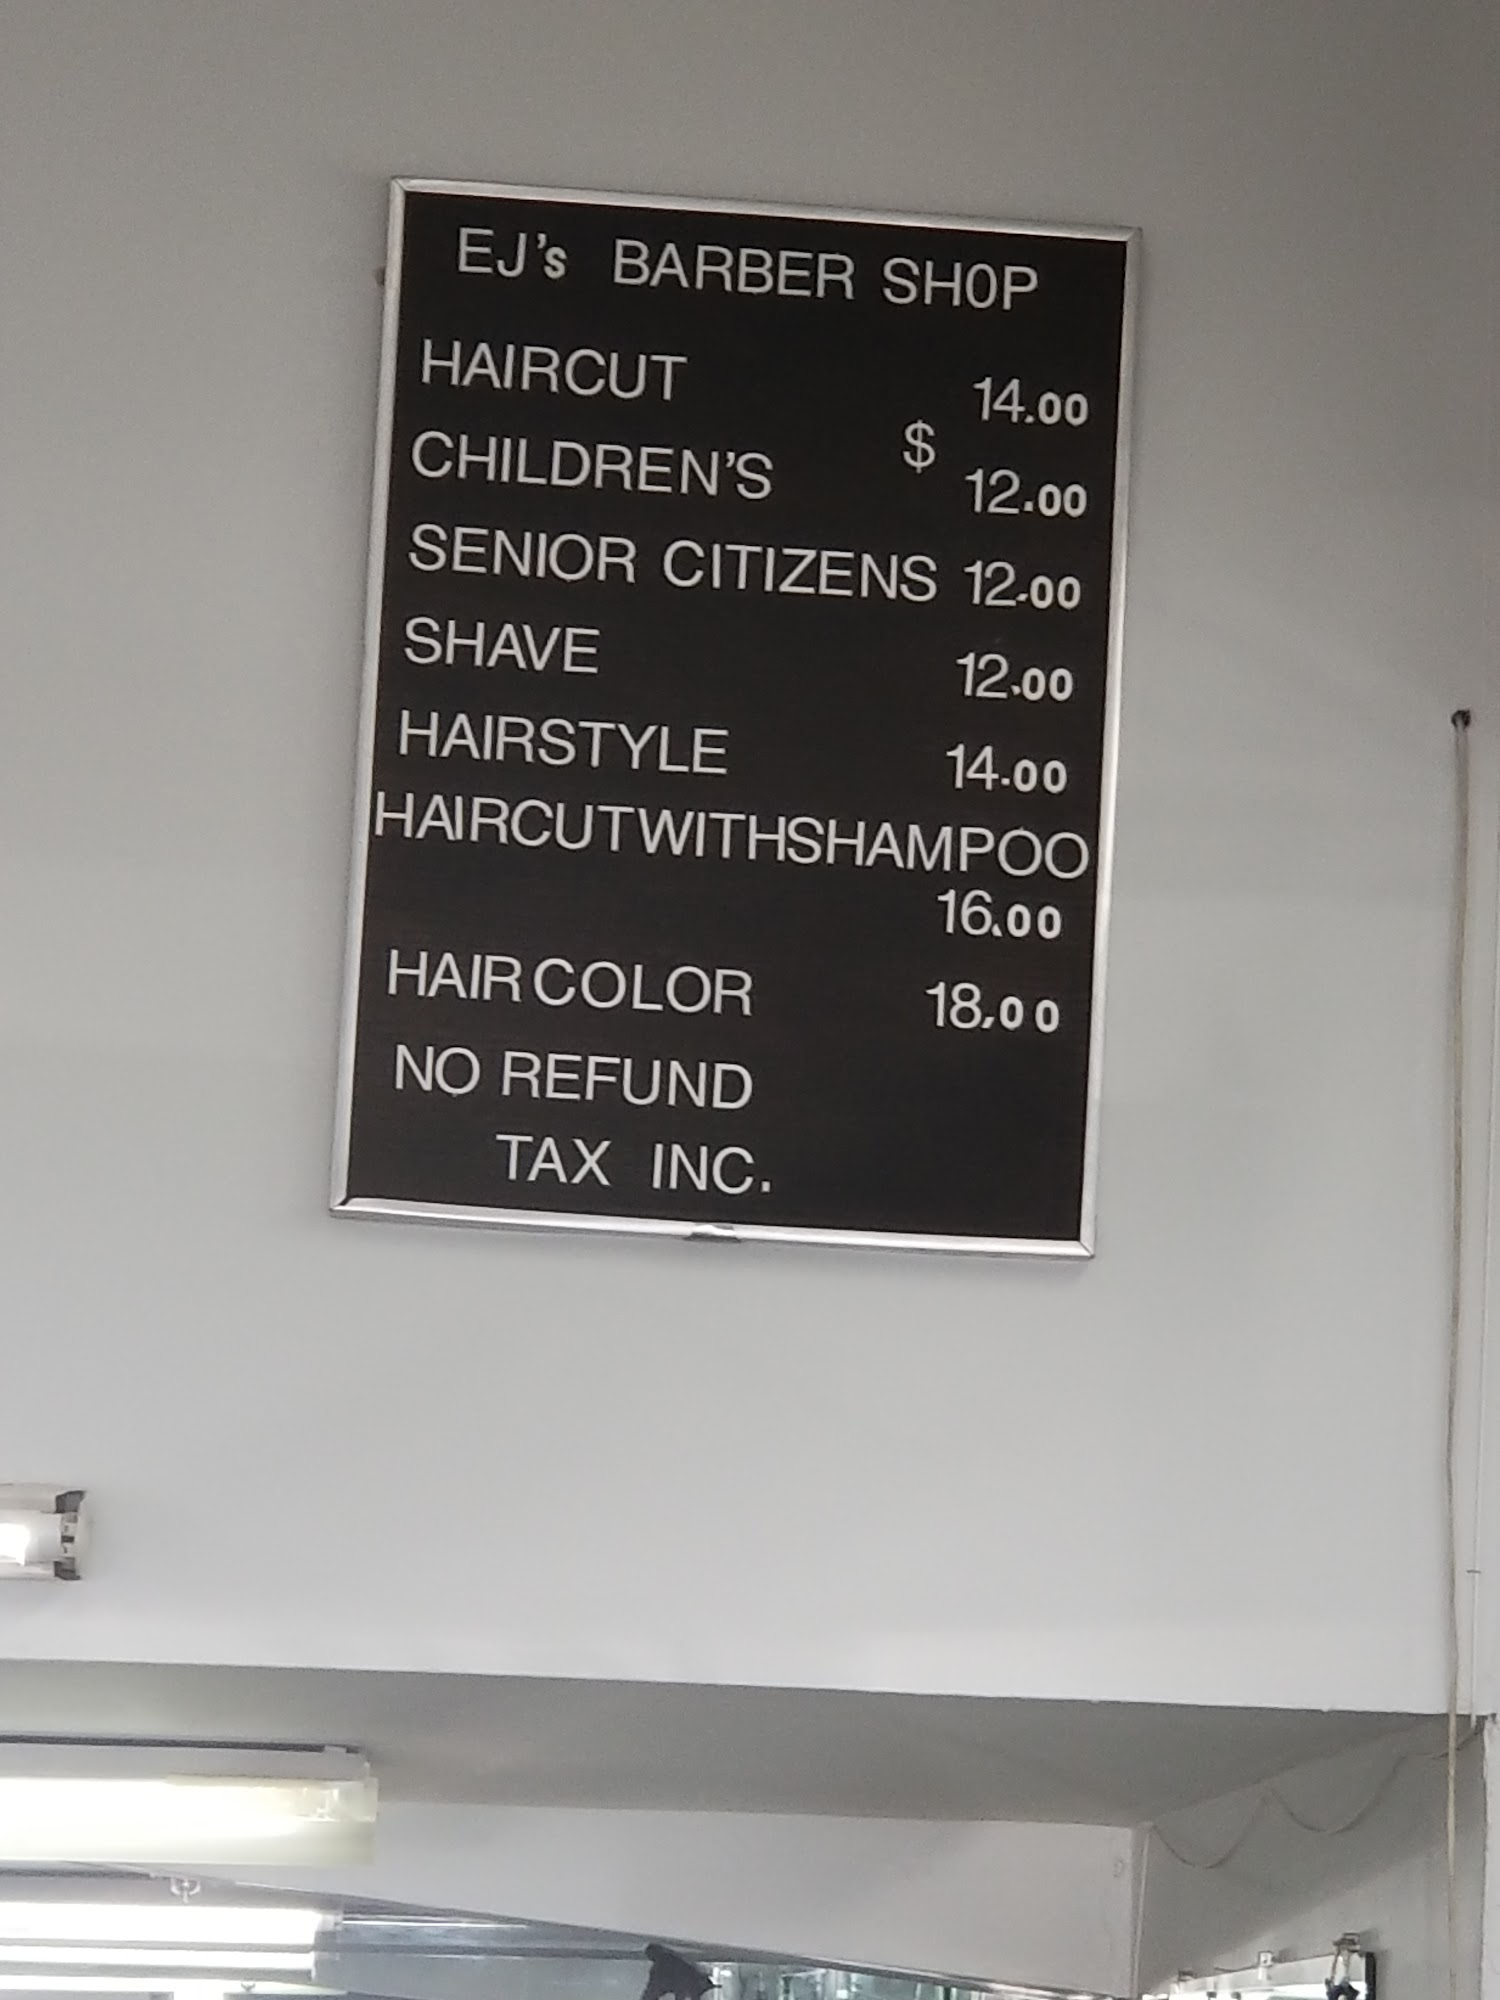 EJ's BARBER SHOP
HAIRCUT 14.00
$
CHILDREN'S 12.00
SENIOR CITIZENS 12.00
SHAVE 12.00
HAIRSTYLE 14.00
HAIRCUTWITHSHAMPOO
16.00
HAIR COLOR 18,00
NO REFUND
TAX INC.